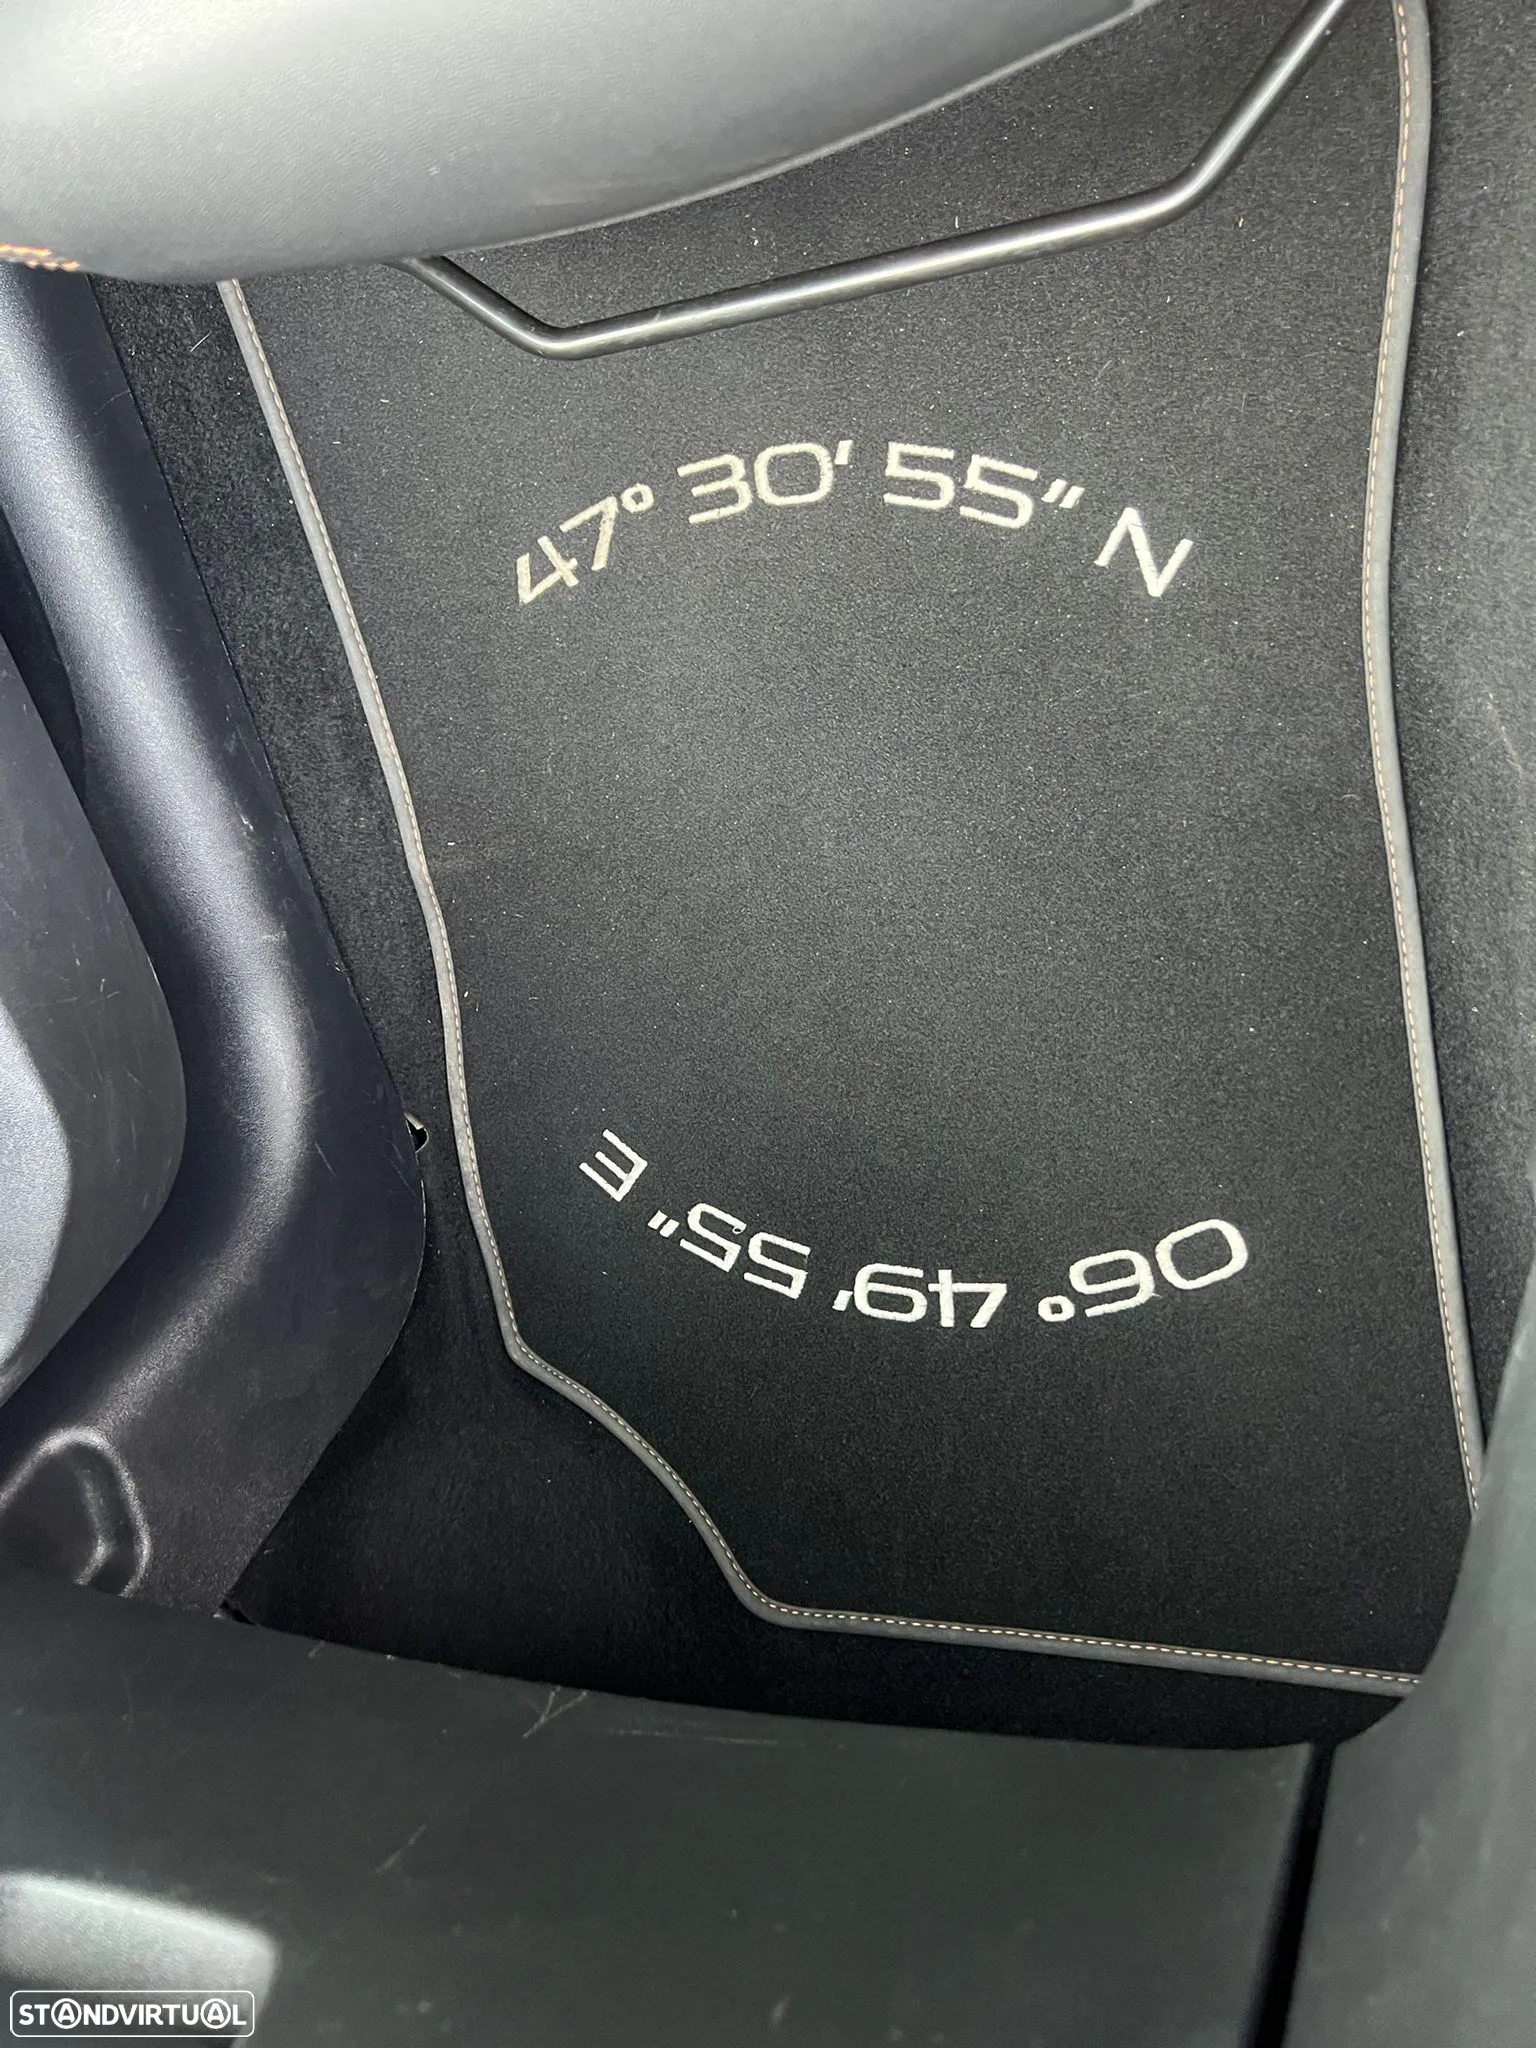 47° 30' 55" N
06° 49' 55" E
STANDVIRTUAL